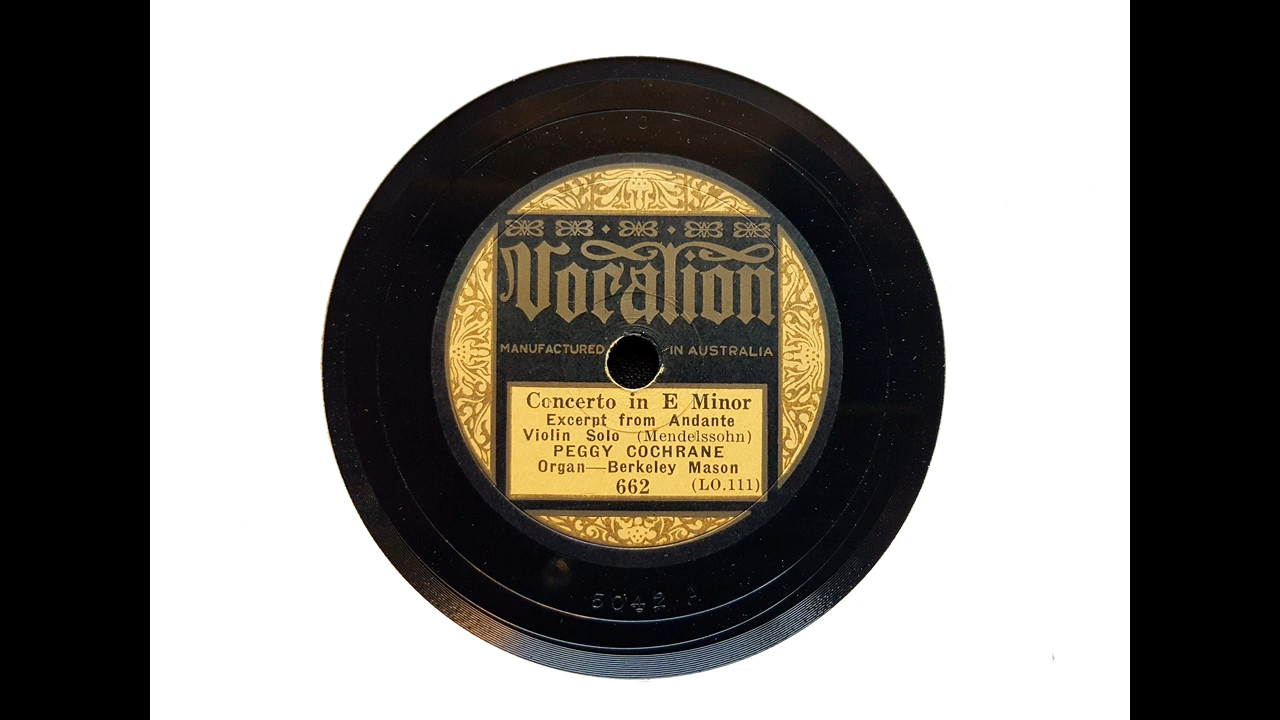 Vocalion
MANUFACTURED IN AUSTRALIA
Concerto in E Minor
Excerpt from Andante
Violin Solo (Mendelssohn)
PEGGY COCHRANE
Organ—Berkeley Mason
662 (LO.111)
5042 A